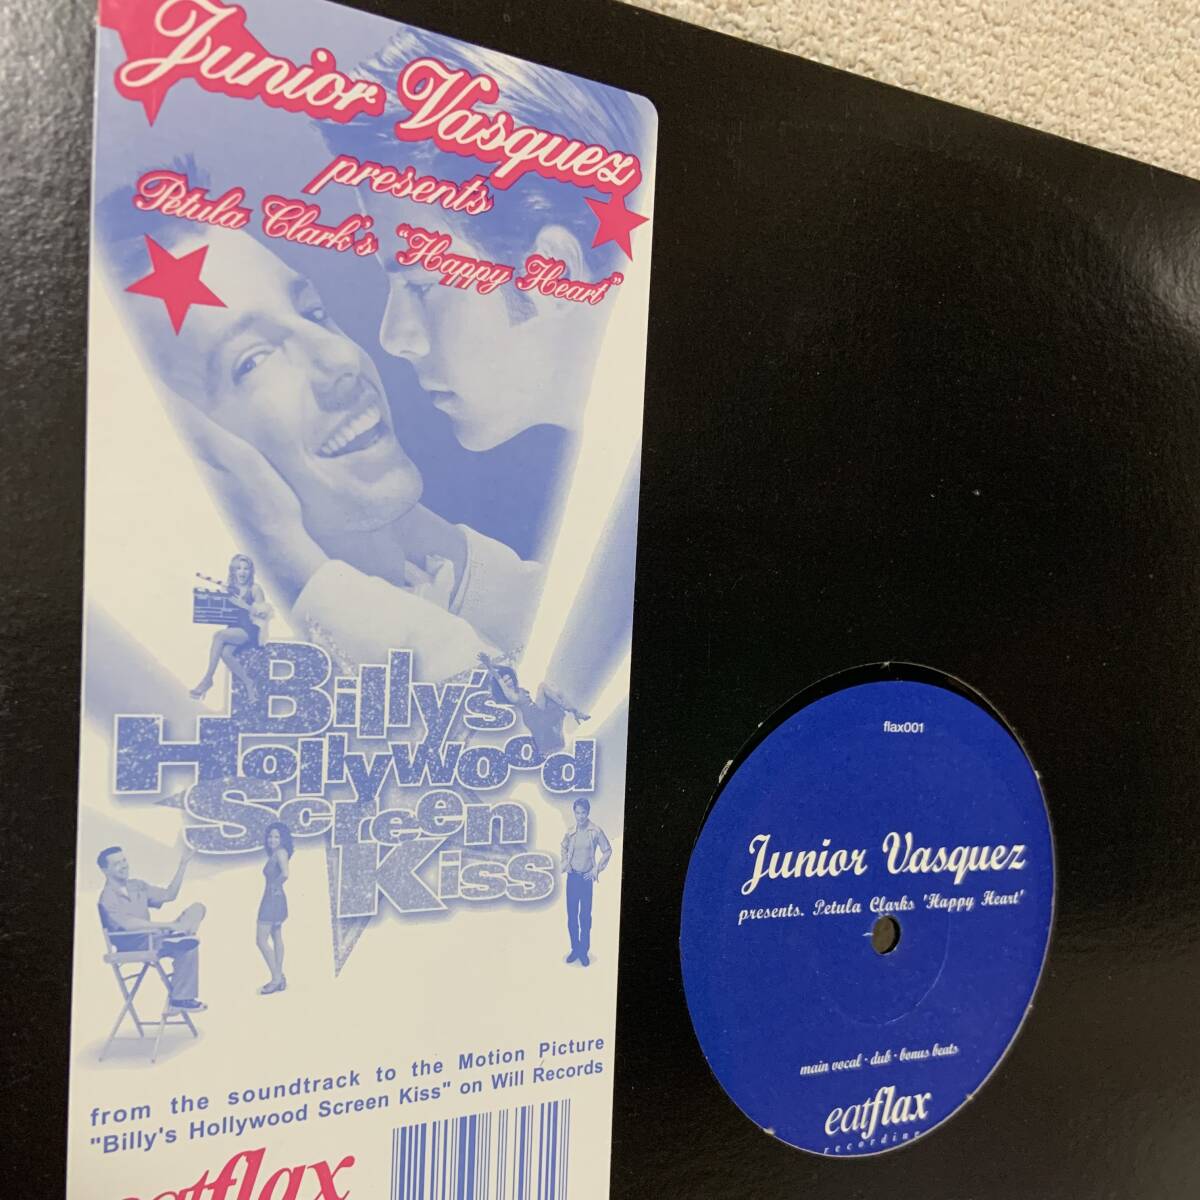 Junior Vasquez
presents
Petula Clark's "Happy Heart"
Billy's
Hollywood
Screen
Kiss
from the soundtrack to the Motion Picture
"Billy's Hollywood Screen Kiss" on Will Records
eatflax
flax001
Junior Vasquez
presents. Petula Clarks 'Happy Heart'
main vocal · dub · bonus beats
eatflax
recording